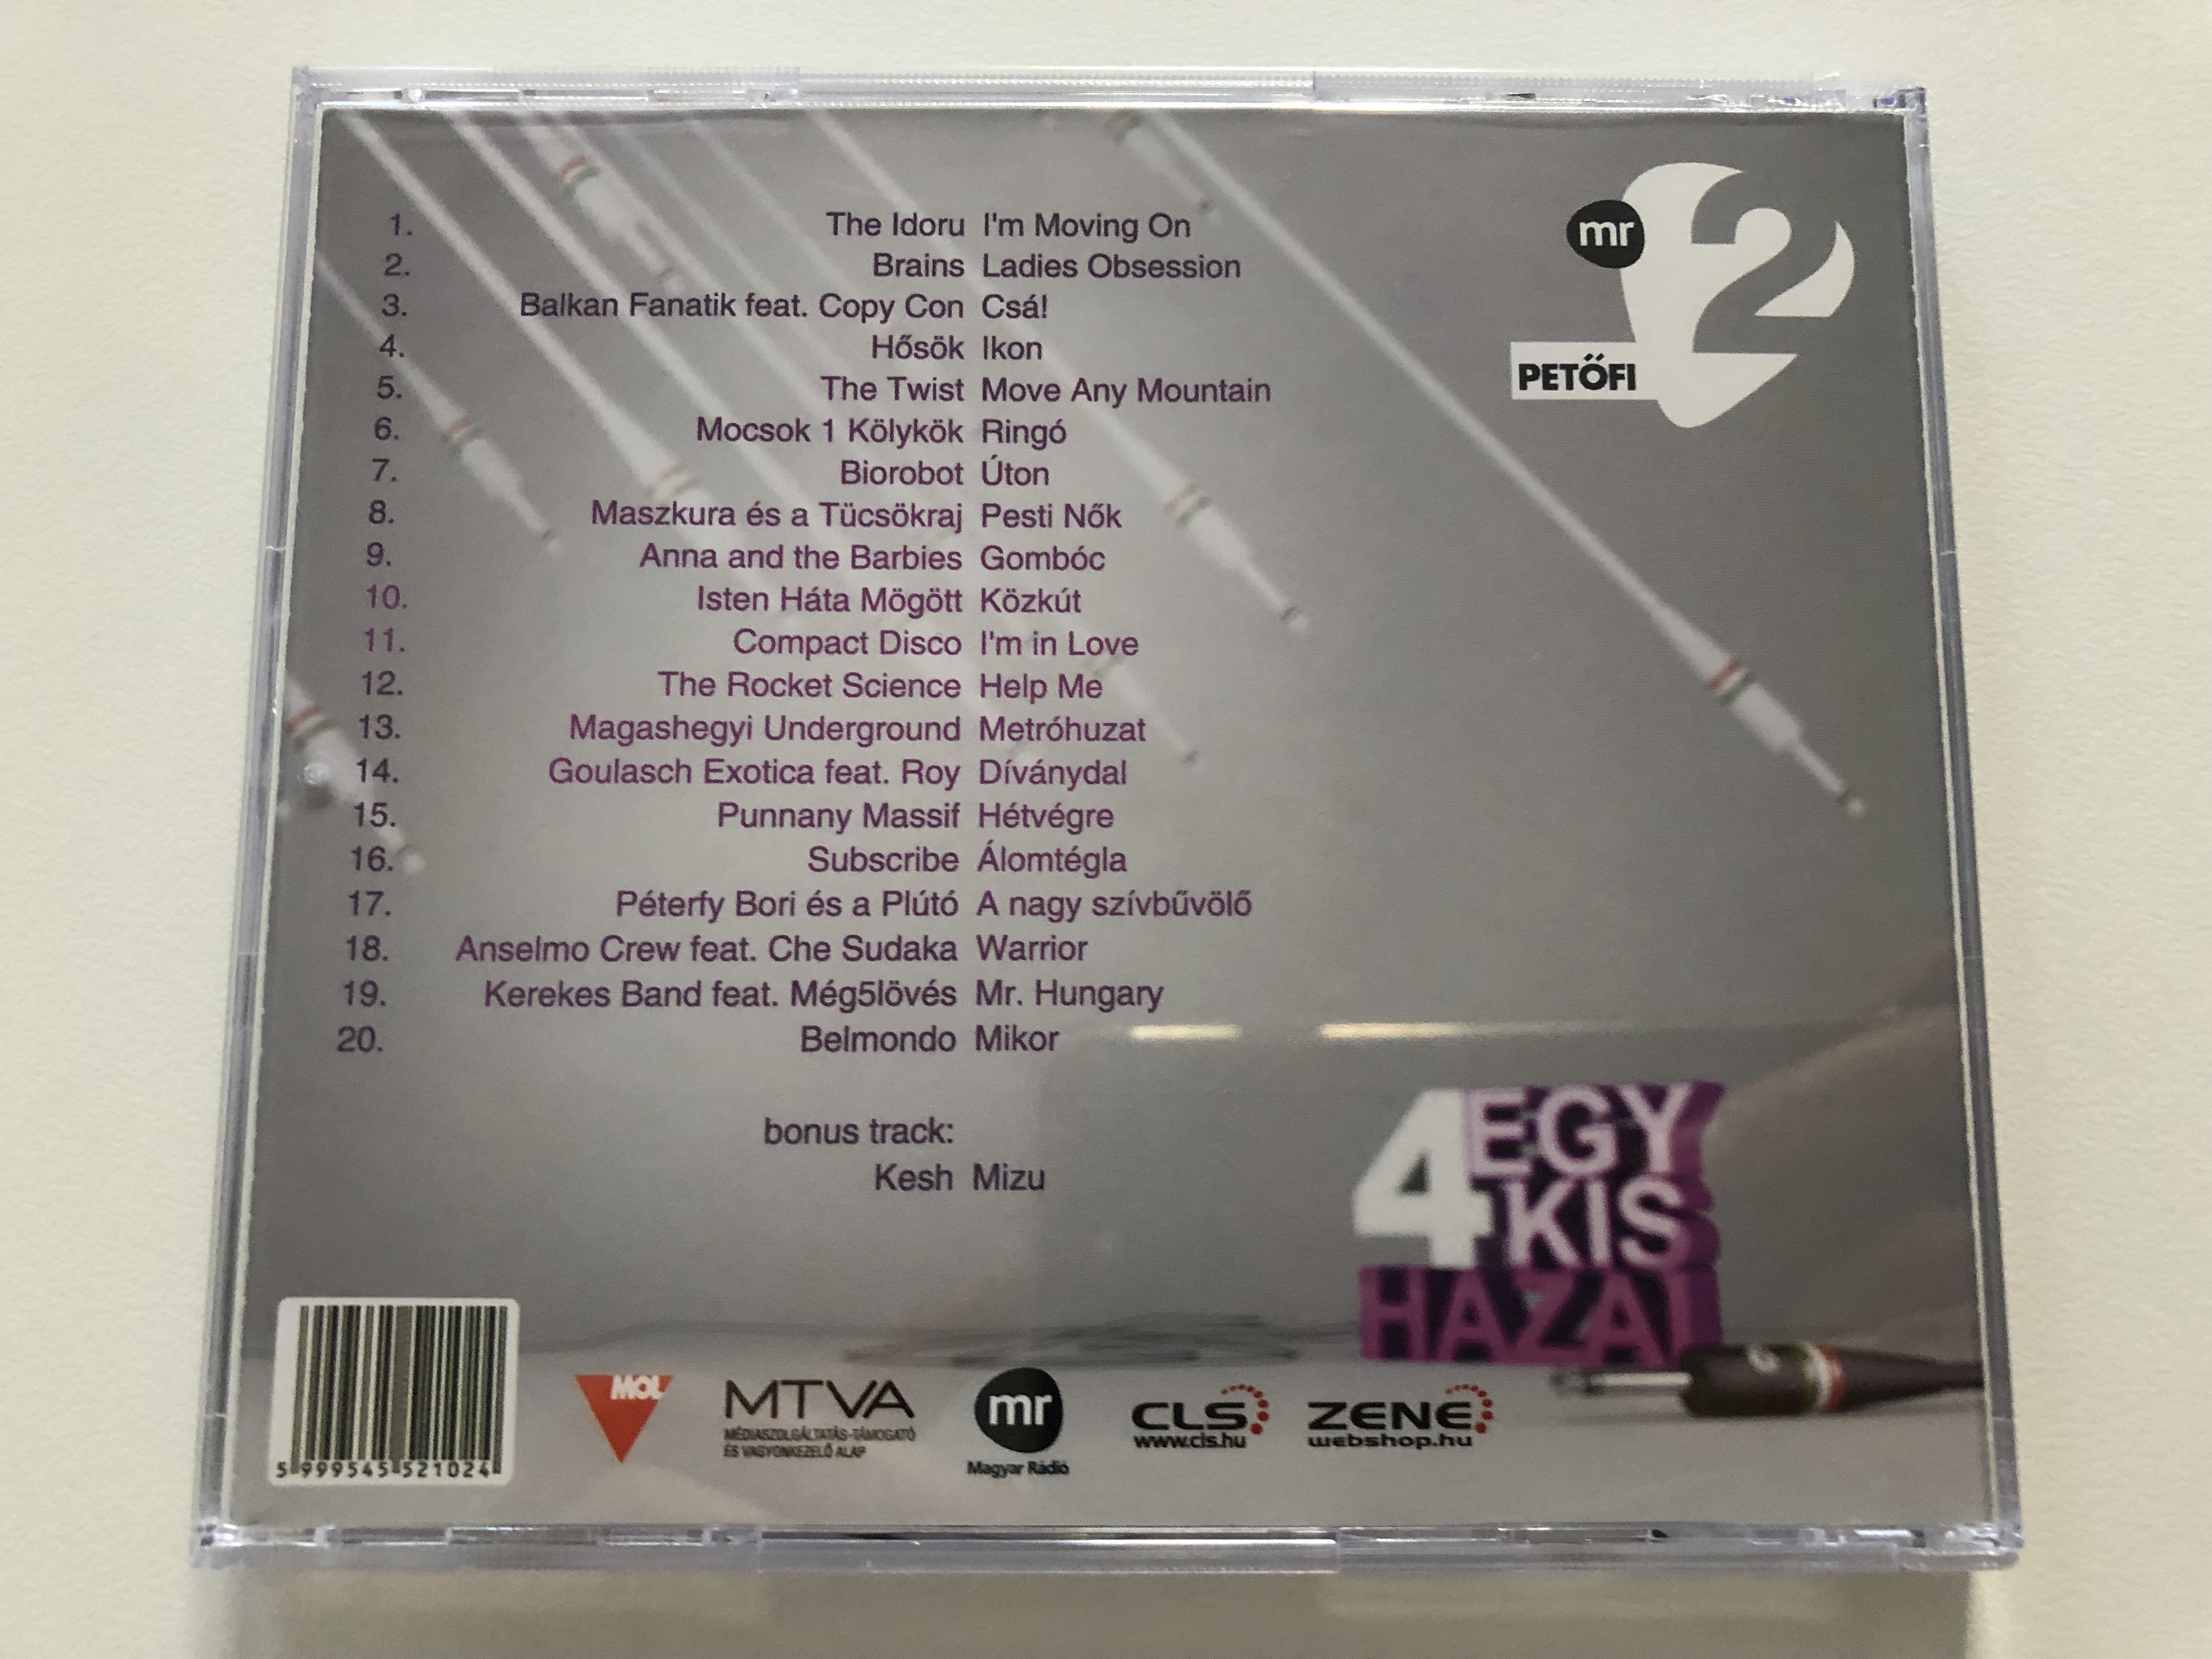 1. The Idoru I'm Moving On
2. Brains Ladies Obsession
3. Balkan Fanatik feat. Copy Con Csá!
4. Hősök Ikon
5. The Twist Move Any Mountain
6. Mocsok 1 Kölykök Ringó
7. Biorobot Úton
8. Maszkura és a Tücsökraj Pesti Nők
9. Anna and the Barbies Gombóc
10. Isten Háta Mögött Közkút
11. Compact Disco I'm in Love
12. The Rocket Science Help Me
13. Magashegyi Underground Metróhuzat
14. Goulasch Exotica feat. Roy Díványdal
15. Punnany Massif Hétvégre
16. Subscribe Álomtégla
17. Péterfy Bori és a Plútó A nagy szívbűvölő
18. Anselmo Crew feat. Che Sudaka Warrior
19. Kerekes Band feat. Még5lövés Mr. Hungary
20. Belmondo Mikor
bonus track:
Kesh Mizu
mr 2
PETŐFI
4 EGY
KIS
HAZAI
5 999545 521024
MOL
MTVA
MÉDIASZOLGÁLTATÁS-TÁMOGATÓ
ÉS VAGYONKEZELŐ ALAP
mr
Magyar Rádió
CLS
www.cls.hu
ZENE
webshop.hu